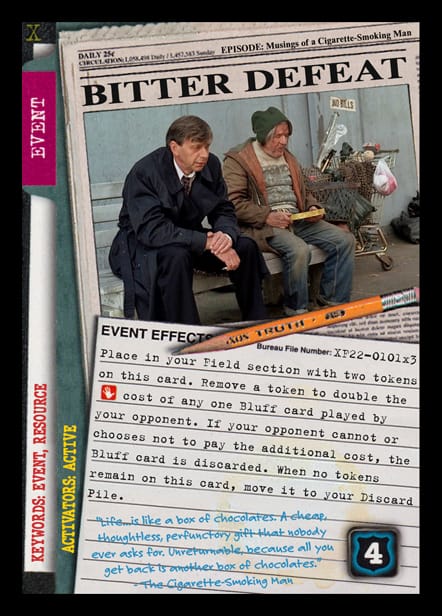 X
DAILY 25¢
CIRCULATION: 1,058,494 Daily / 1,457,583 Sunday
EPISODE: Musings of a Cigarette-Smoking Man
BITTER DEFEAT
EVENT
NO BILLS
TRUTH
EVENT EFFECTS
Bureau File Number: XF22-0101x3
Place in your Field section with two tokens
on this card. Remove a token to double the
cost of any one Bluff card played by
your opponent. If your opponent cannot or
chooses not to pay the additional cost, the
Bluff card is discarded. When no tokens
remain on this card, move it to your Discard
Pile.
"Life...is like a box of chocolates. A cheap,
thoughtless, perfunctory gift that nobody
ever asks for. Unreturnable, because all you
get back is another box of chocolates."
- The Cigarette-Smoking Man
4
KEYWORDS: EVENT, RESOURCE
ACTIVATORS: ACTIVE